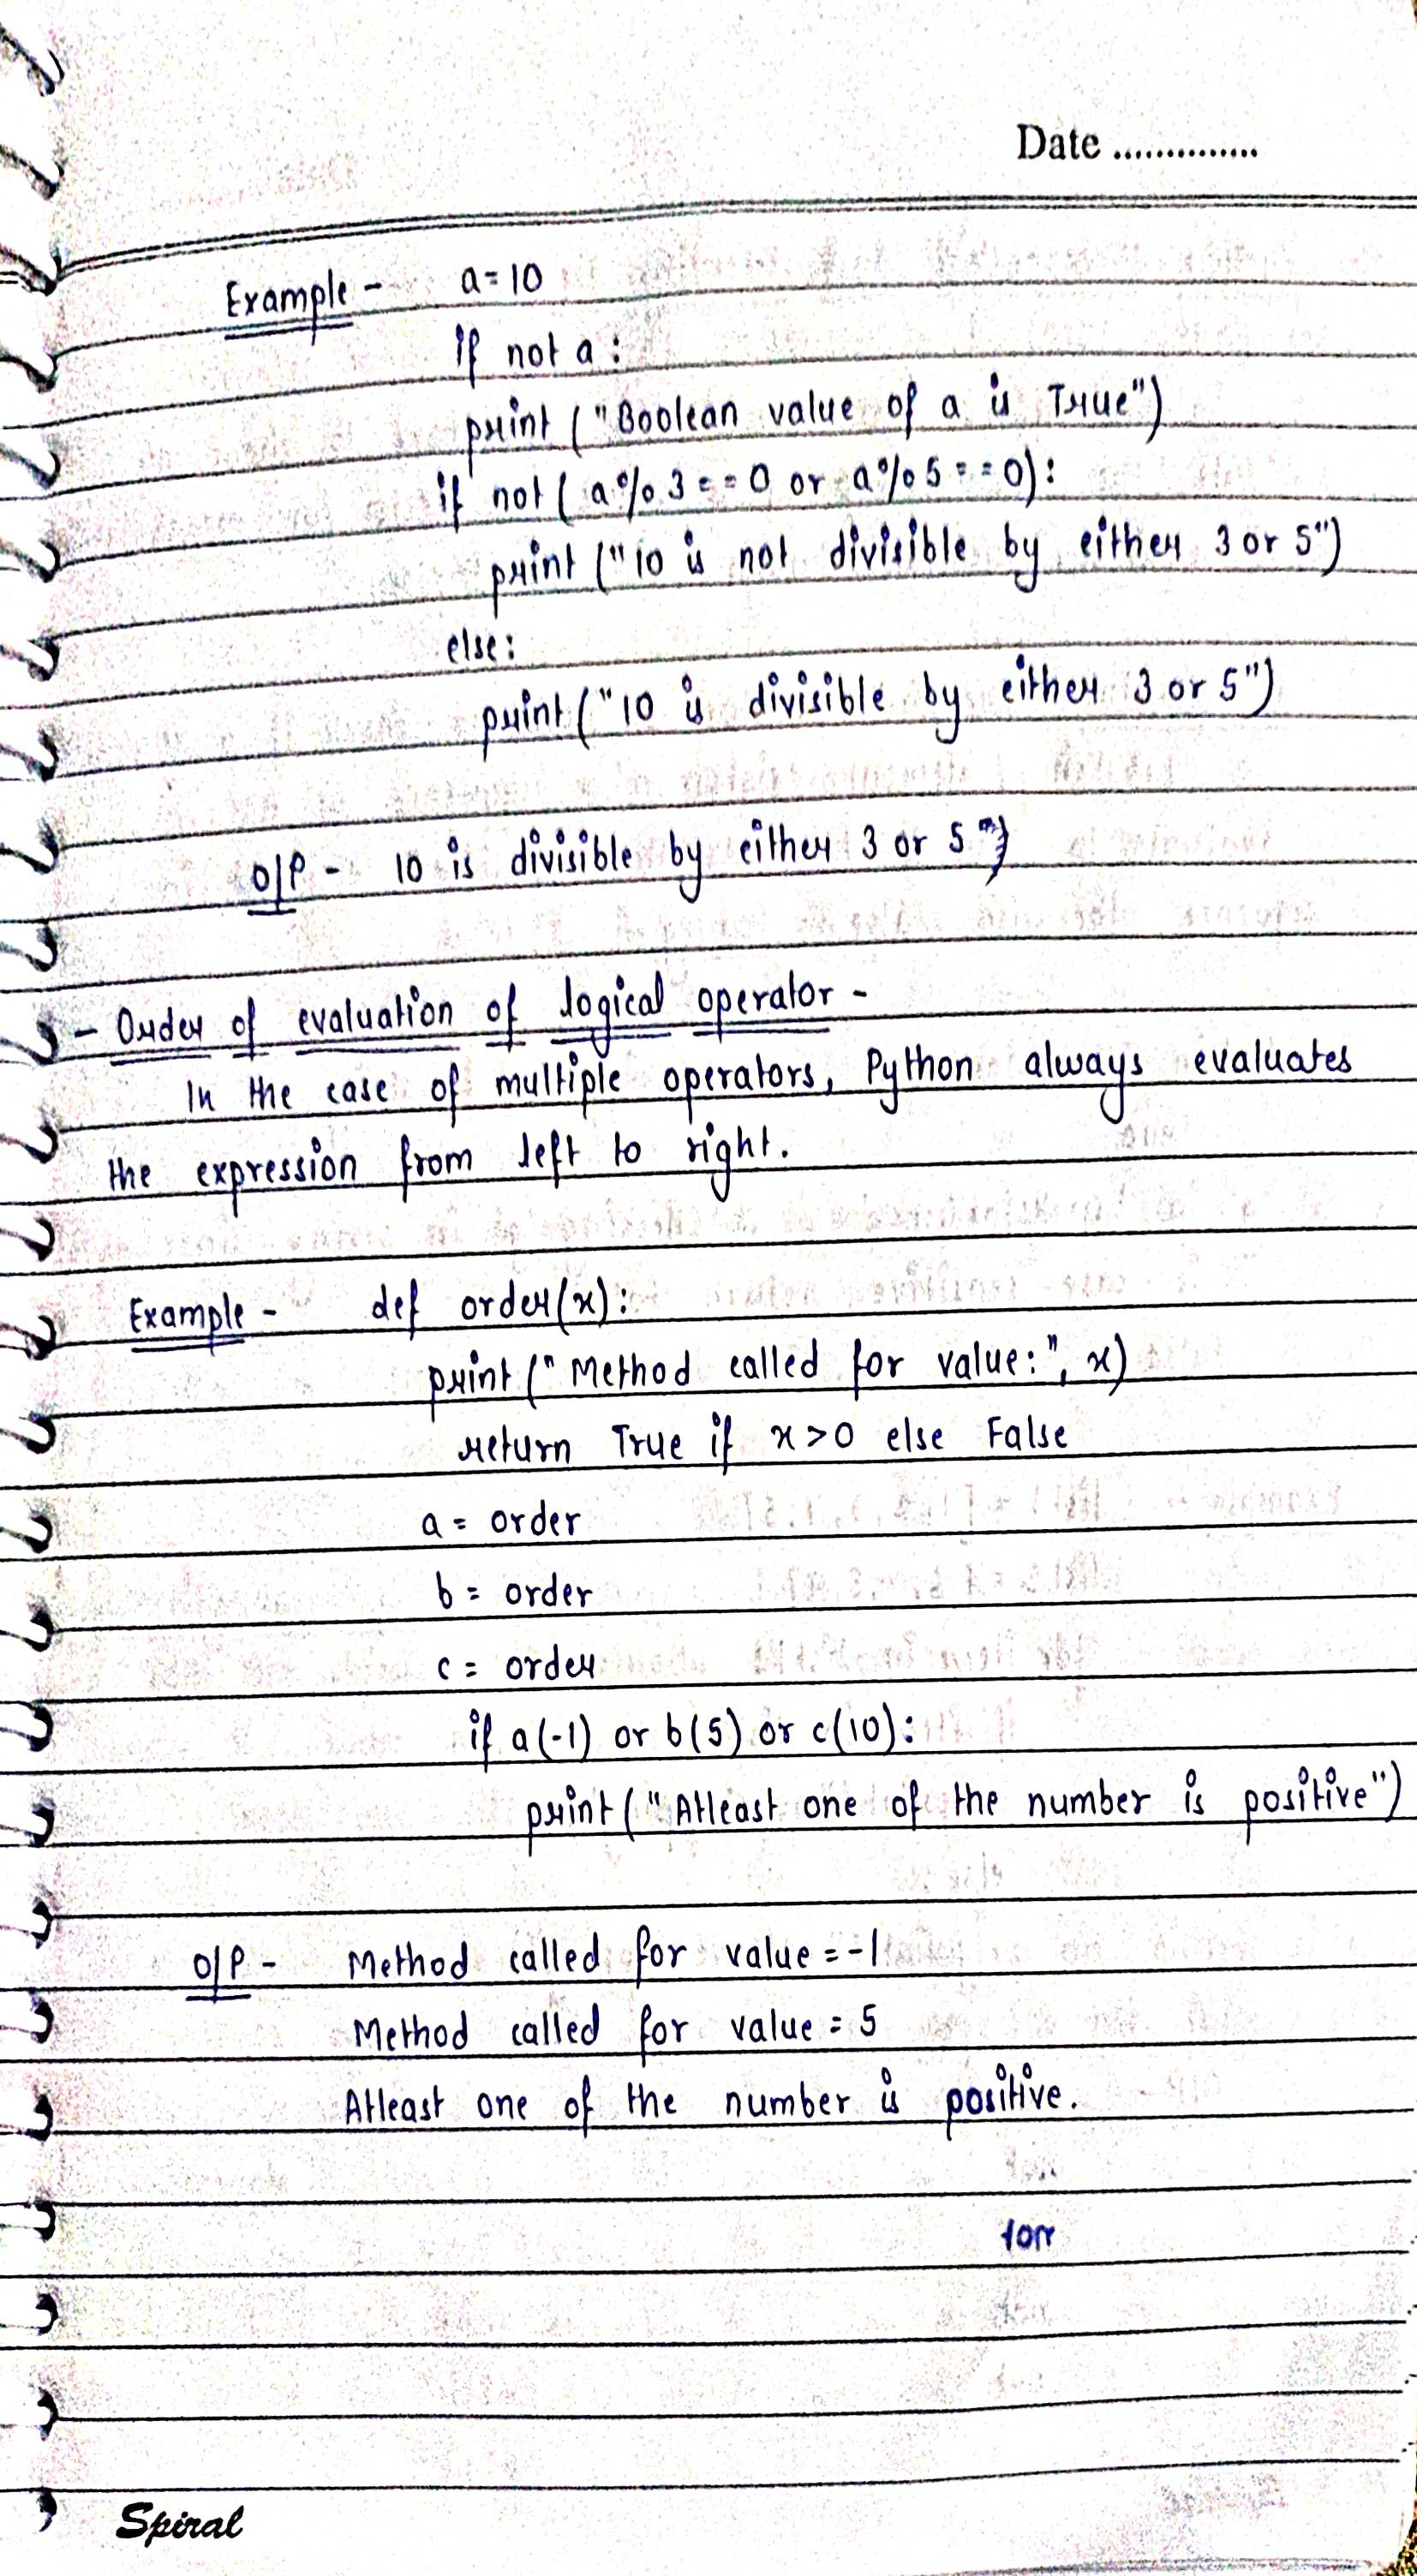 Date ..............
Example - a = 10
if not a :
print ("Boolean value of a is True")
if not ( a % 3 == 0 or a % 5 == 0) :
print ("10 is not divisible by either 3 or 5")
else :
print ("10 is divisible by either 3 or 5")
O/P - 10 is divisible by either 3 or 5
- Order of evaluation of logical operator -
In the case of multiple operators, Python always evaluates
the expression from left to right.
Example - def order(x) :
print (" Method called for value : ", x)
return True if x > 0 else False
a = order
b = order
c = order
if a(-1) or b(5) or c(10) :
print ("Atleast one of the number is positive")
O/P - Method called for value = -1
Method called for value = 5
Atleast one of the number is positive.
Spiral